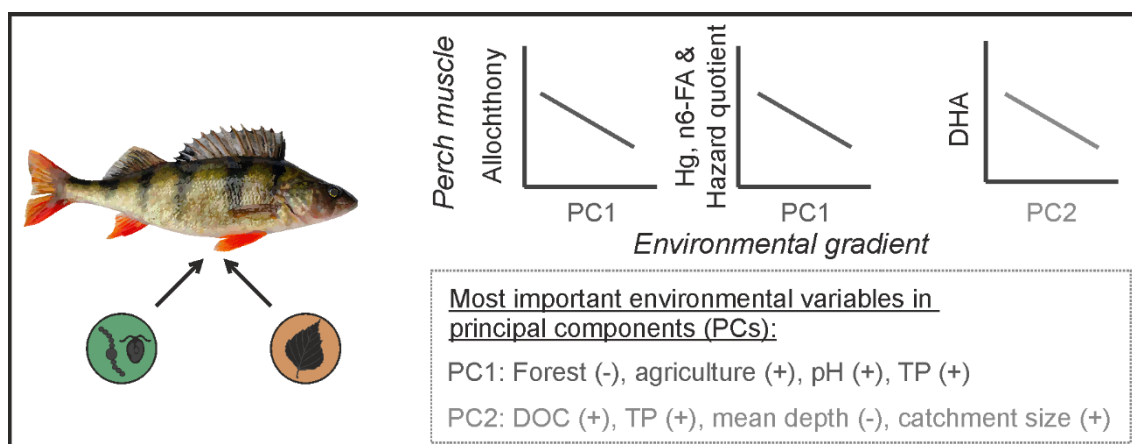 Perch muscle
Allochthony
PC1
Hg, n6-FA &
Hazard quotient
PC1
DHA
PC2
Environmental gradient
Most important environmental variables in
principal components (PCs):
PC1: Forest (-), agriculture (+), pH (+), TP (+)
PC2: DOC (+), TP (+), mean depth (-), catchment size (+)